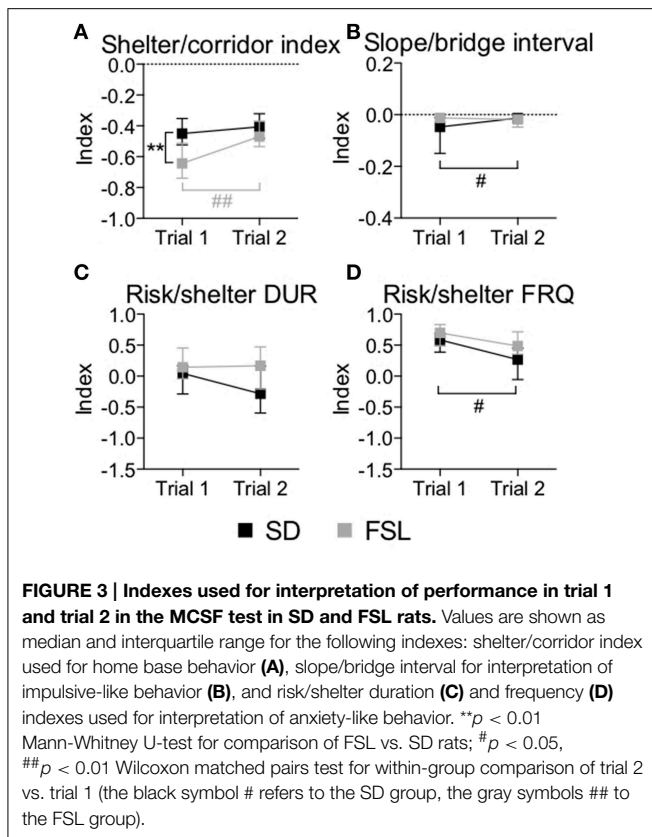 A
Shelter/corridor index
0.0
-0.2
-0.4
-0.6
-0.8
-1.0
Index
**
##
Trial 1 Trial 2
B
Slope/bridge interval
0.2
0.0
-0.2
-0.4
Index
#
Trial 1 Trial 2
C
Risk/shelter DUR
1.0
0.5
0.0
-0.5
-1.0
-1.5
Index
Trial 1 Trial 2
D
Risk/shelter FRQ
1.0
0.5
0.0
-0.5
-1.0
-1.5
Index
#
Trial 1 Trial 2
SD FSL
FIGURE 3 | Indexes used for interpretation of performance in trial 1
and trial 2 in the MCSF test in SD and FSL rats. Values are shown as
median and interquartile range for the following indexes: shelter/corridor index
used for home base behavior (A), slope/bridge interval for interpretation of
impulsive-like behavior (B), and risk/shelter duration (C) and frequency (D)
indexes used for interpretation of anxiety-like behavior. **p < 0.01
Mann-Whitney U-test for comparison of FSL vs. SD rats; #p < 0.05,
##p < 0.01 Wilcoxon matched pairs test for within-group comparison of trial 2
vs. trial 1 (the black symbol # refers to the SD group, the gray symbols ## to
the FSL group).